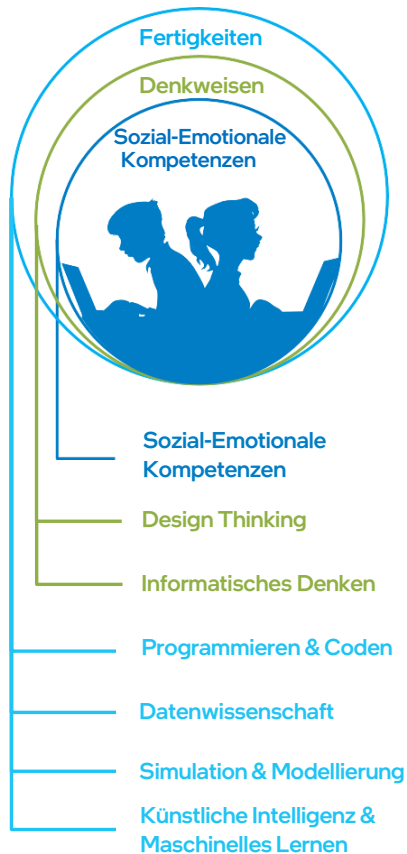 Fertigkeiten
Denkweisen
Sozial-Emotionale
Kompetenzen
Sozial-Emotionale
Kompetenzen
Design Thinking
Informatisches Denken
Programmieren & Coden
Datenwissenschaft
Simulation & Modellierung
Künstliche Intelligenz &
Maschinelles Lernen